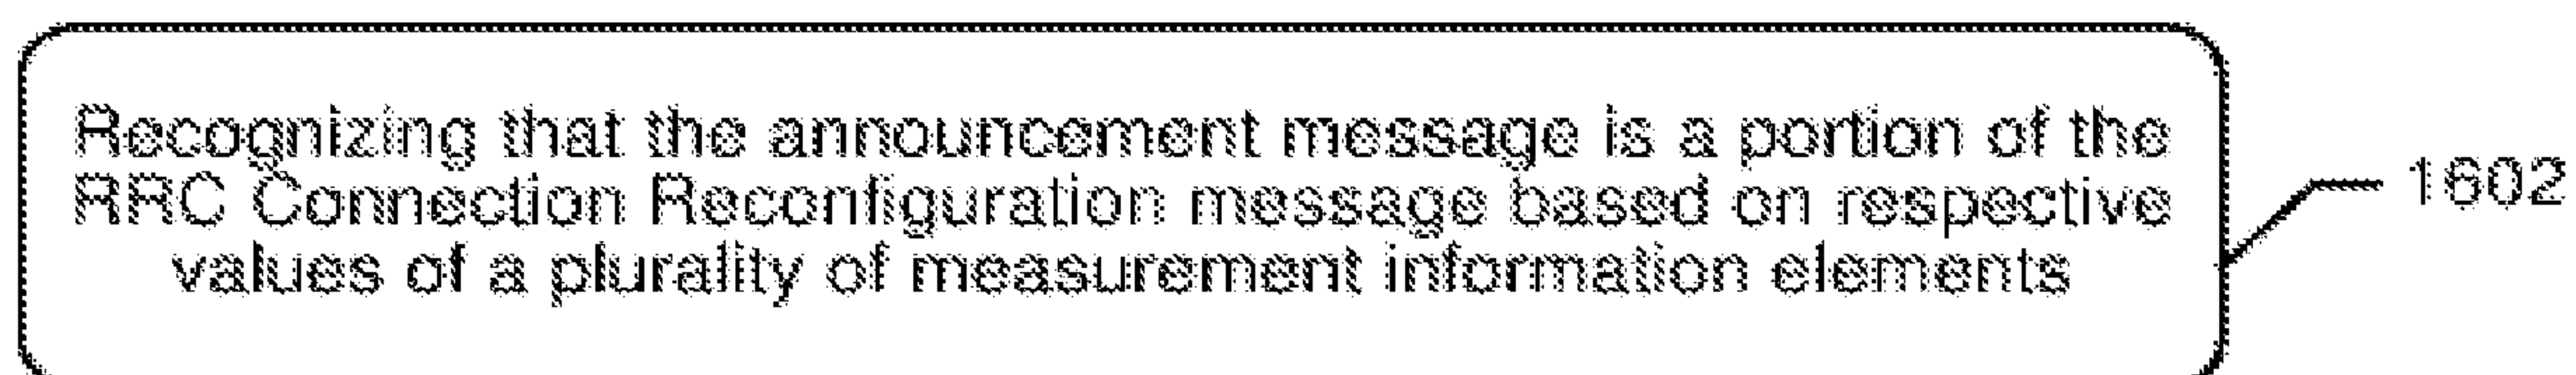 Recognizing that the announcement message is a portion of the
RRC Connection Reconfiguration message based on respective
values of a plurality of measurement information elements
1602